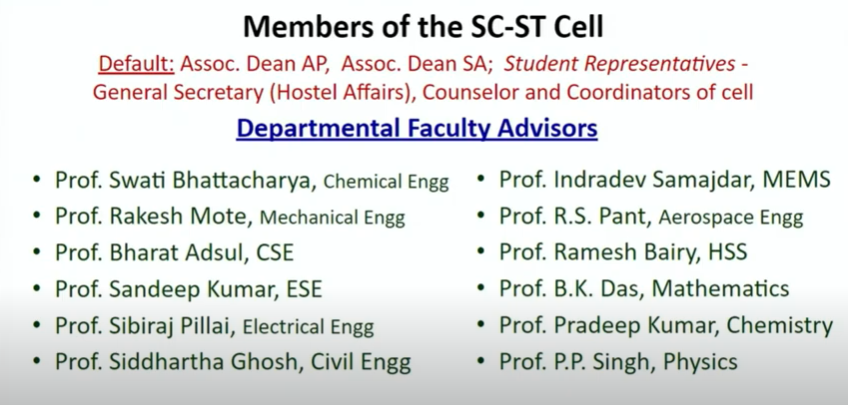 Members of the SC-ST Cell
Default: Assoc. Dean AP, Assoc. Dean SA; Student Representatives -
General Secretary (Hostel Affairs), Counselor and Coordinators of cell
Departmental Faculty Advisors
• Prof. Swati Bhattacharya, Chemical Engg
• Prof. Rakesh Mote, Mechanical Engg
• Prof. Bharat Adsul, CSE
• Prof. Sandeep Kumar, ESE
• Prof. Sibiraj Pillai, Electrical Engg
• Prof. Siddhartha Ghosh, Civil Engg
• Prof. Indradev Samajdar, MEMS
• Prof. R.S. Pant, Aerospace Engg
• Prof. Ramesh Bairy, HSS
• Prof. B.K. Das, Mathematics
• Prof. Pradeep Kumar, Chemistry
• Prof. P.P. Singh, Physics